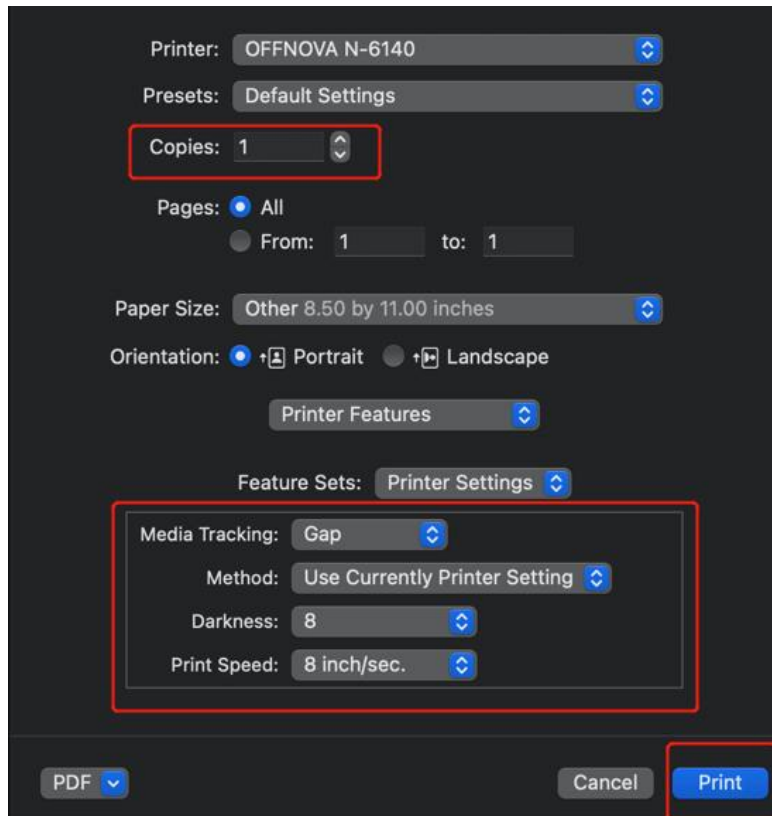 Printer: OFFNOVA N-6140
Presets: Default Settings
Copies: 1
Pages: All
From: 1 to: 1
Paper Size: Other 8.50 by 11.00 inches
Orientation: Portrait Landscape
Printer Features
Feature Sets: Printer Settings
Media Tracking: Gap
Method: Use Currently Printer Setting
Darkness: 8
Print Speed: 8 inch/sec.
PDF Cancel Print